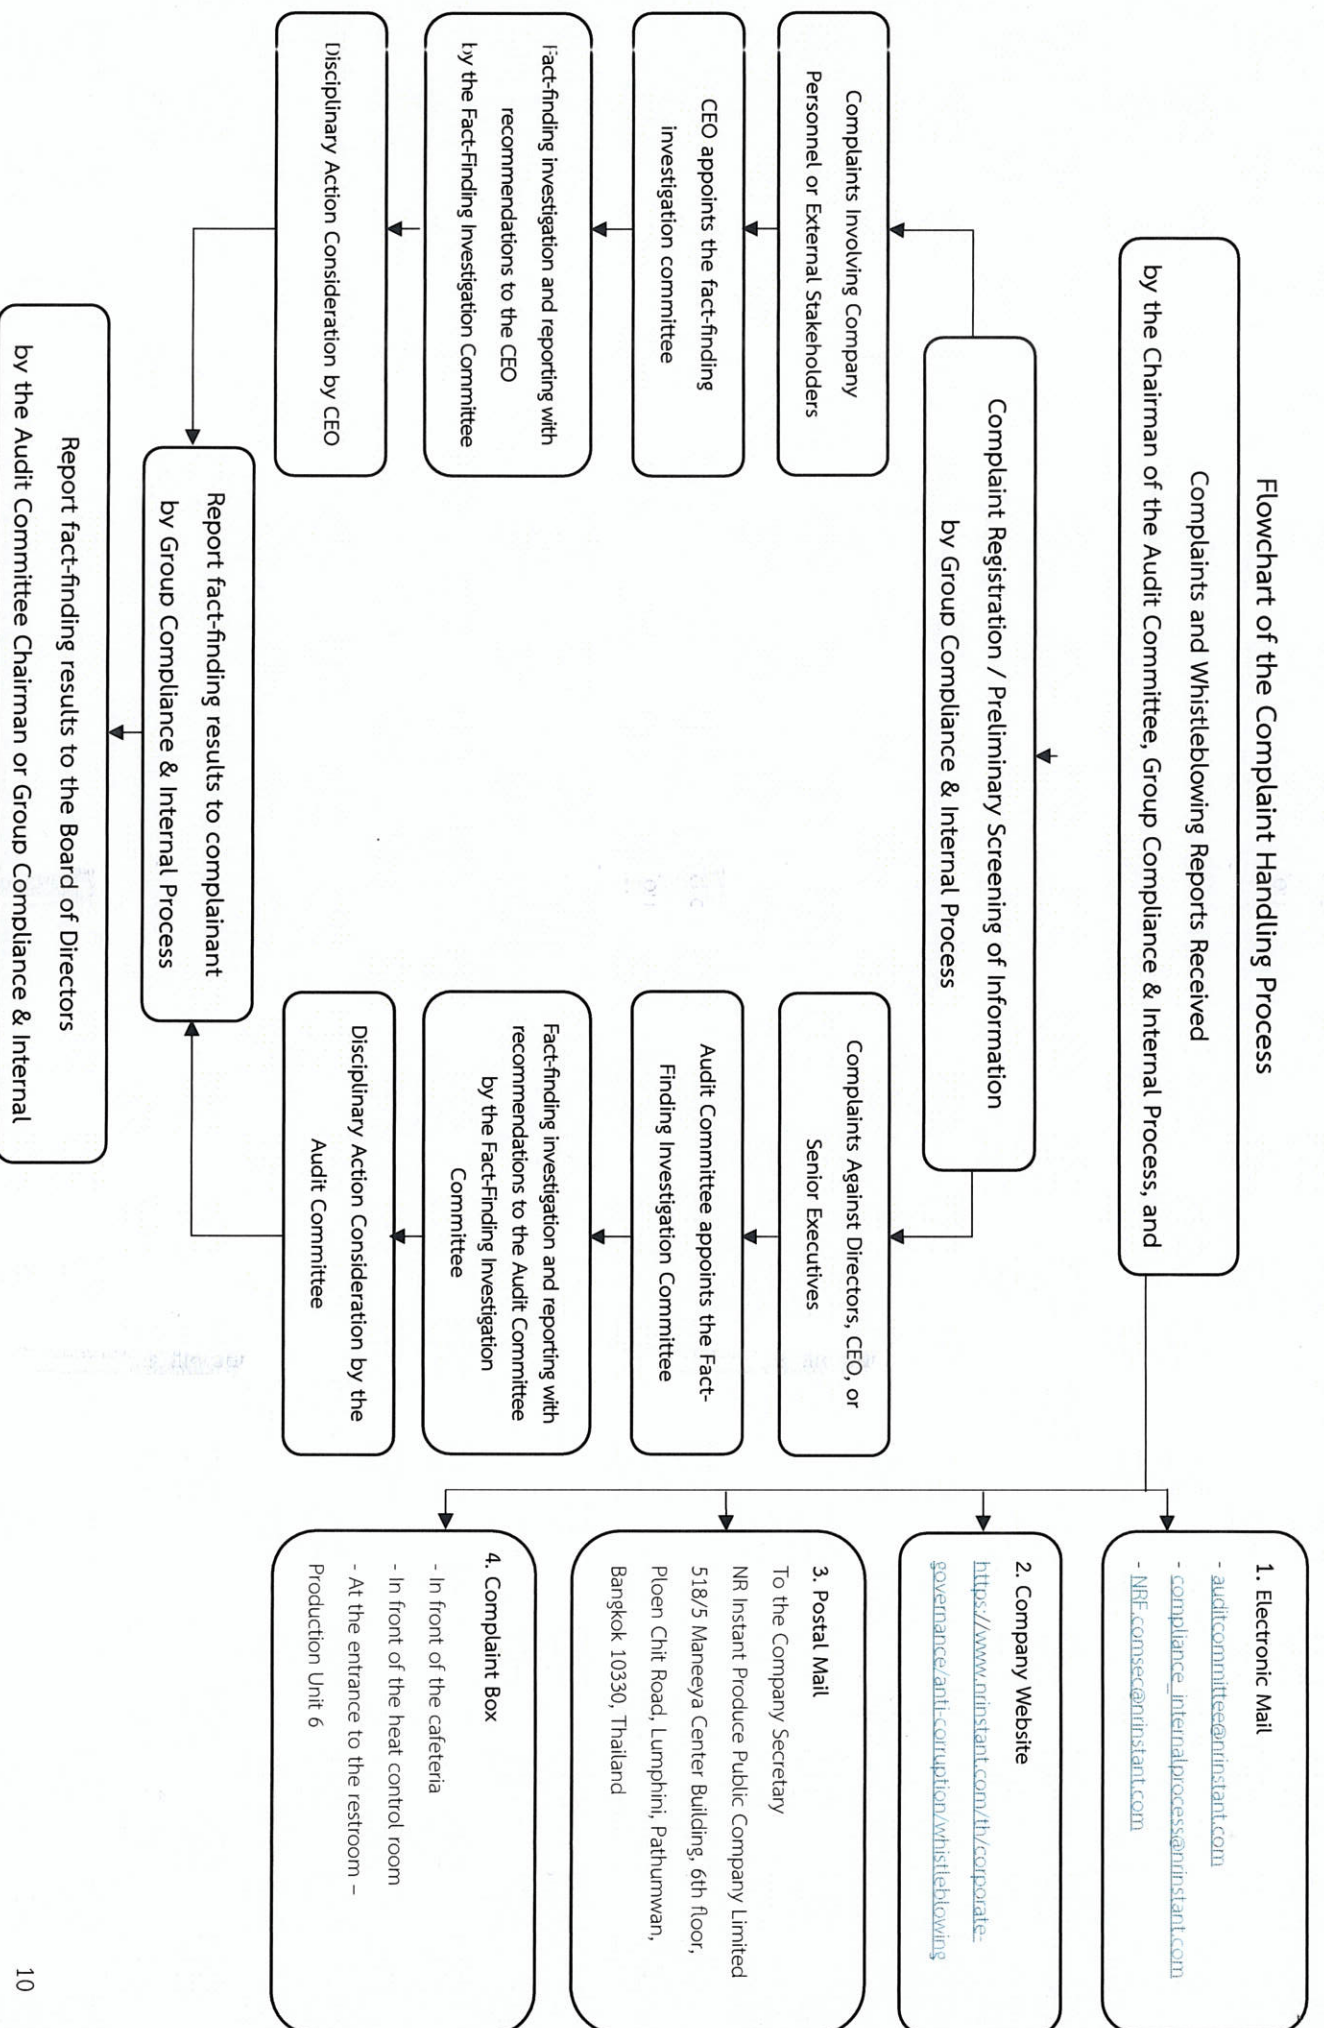 Flowchart of the Complaint Handling Process
Complaints and Whistleblowing Reports Received
by the Chairman of the Audit Committee, Group Compliance & Internal Process, and
Complaint Registration / Preliminary Screening of Information
by Group Compliance & Internal Process
Complaints Involving Company
Personnel or External Stakeholders
CEO appoints the fact-finding
investigation committee
Fact-finding investigation and reporting with
recommendations to the CEO
by the Fact-Finding Investigation Committee
Disciplinary Action Consideration by CEO
Complaints Against Directors, CEO, or
Senior Executives
Audit Committee appoints the Fact-
Finding Investigation Committee
Fact-finding investigation and reporting with
recommendations to the Audit Committee
by the Fact-Finding Investigation
Committee
Disciplinary Action Consideration by the
Audit Committee
Report fact-finding results to complainant
by Group Compliance & Internal Process
Report fact-finding results to the Board of Directors
by the Audit Committee Chairman or Group Compliance & Internal
1. Electronic Mail
- auditcommittee@nrinstant.com
- compliance_internalprocess@nrinstant.com
- NRF.comsec@nrinstant.com
2. Company Website
https://www.nrinstant.com/th/corporate-
governance/anti-corruption/whistleblowing
3. Postal Mail
To the Company Secretary
NR Instant Produce Public Company Limited
518/5 Maneeya Center Building, 6th floor,
Ploen Chit Road, Lumphini, Pathumwan,
Bangkok 10330, Thailand
4. Complaint Box
- In front of the cafeteria
- In front of the heat control room
- At the entrance to the restroom –
Production Unit 6
10